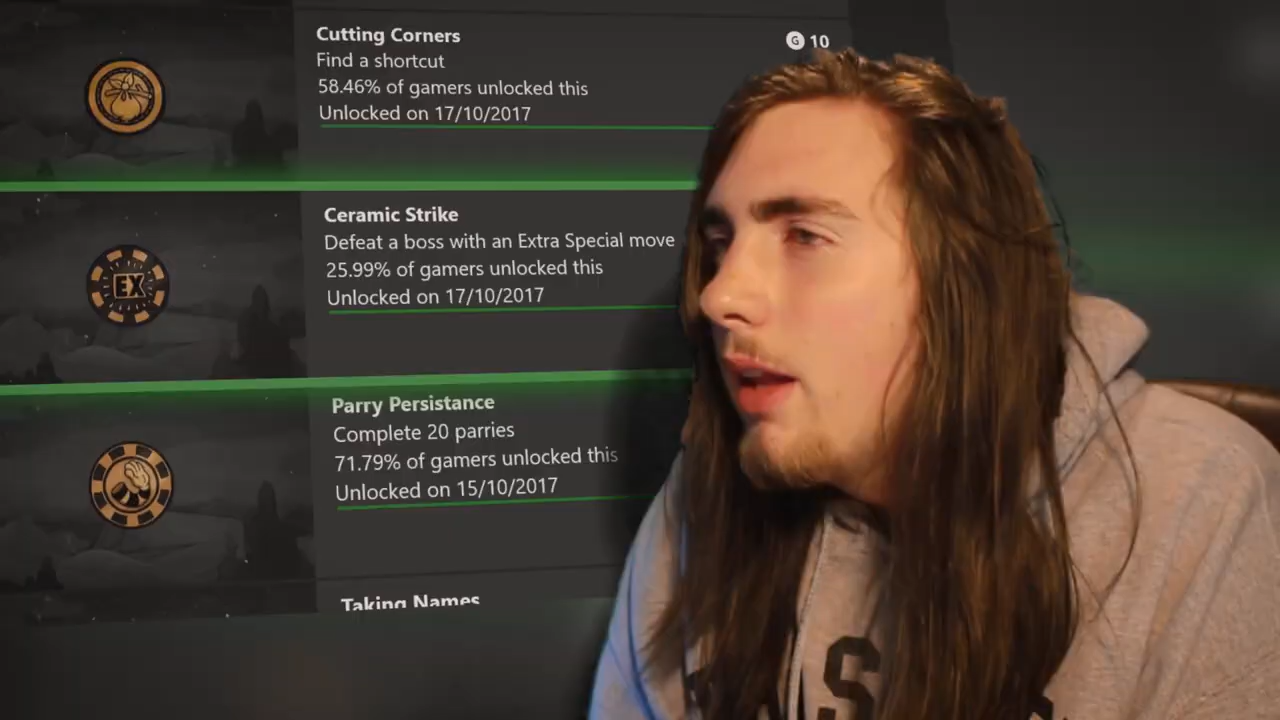 Cutting Corners
G 10
Find a shortcut
58.46% of gamers unlocked this
Unlocked on 17/10/2017
Ceramic Strike
Defeat a boss with an Extra Special move
25.99% of gamers unlocked this
Unlocked on 17/10/2017
EX
Parry Persistance
Complete 20 parries
71.79% of gamers unlocked this
Unlocked on 15/10/2017
Taking Names
S